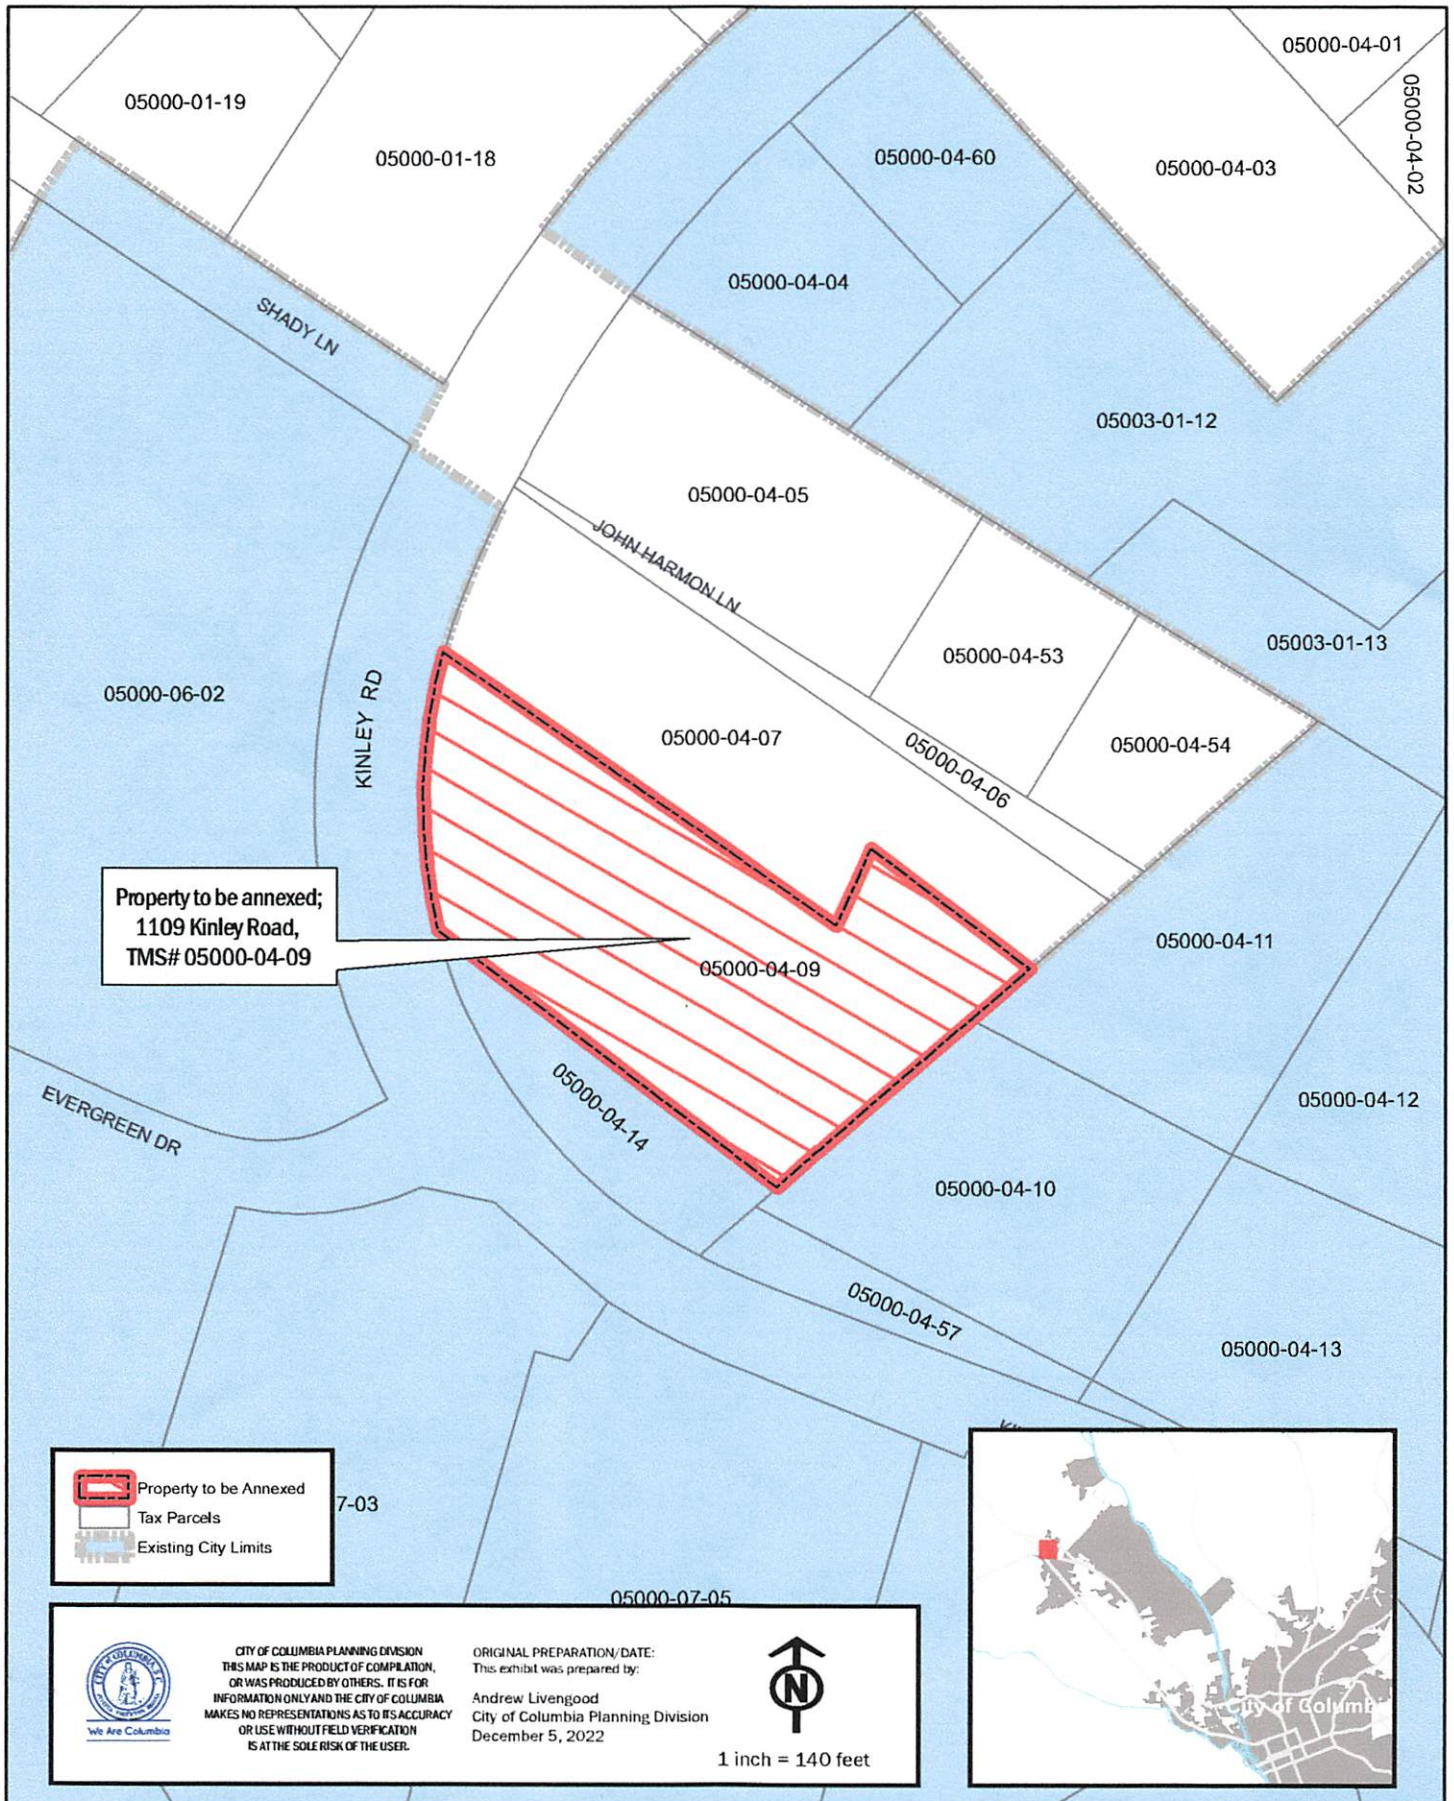 05000-04-01
05000-01-19
05000-04-02
05000-01-18
05000-04-60
05000-04-03
05000-04-04
SHADY LN
05003-01-12
05000-04-05
JOHN HARMON LN
05003-01-13
05000-04-53
05000-06-02
KINLEY RD
05000-04-07
05000-04-54
05000-04-06
Property to be annexed;
1109 Kinley Road,
TMS# 05000-04-09
05000-04-11
05000-04-09
EVERGREEN DR
05000-04-14
05000-04-12
05000-04-10
05000-04-57
05000-04-13
Property to be Annexed
Tax Parcels
Existing City Limits
7-03
05000-07-05
CITY OF COLUMBIA, S.C.
We Are Columbia
CITY OF COLUMBIA PLANNING DIVISION
THIS MAP IS THE PRODUCT OF COMPILATION,
OR WAS PRODUCED BY OTHERS. IT IS FOR
INFORMATION ONLY AND THE CITY OF COLUMBIA
MAKES NO REPRESENTATIONS AS TO ITS ACCURACY
OR USE WITHOUT FIELD VERIFICATION
IS AT THE SOLE RISK OF THE USER.
ORIGINAL PREPARATION/DATE:
This exhibit was prepared by:
Andrew Livengood
City of Columbia Planning Division
December 5, 2022
N
1 inch = 140 feet
City of Columbi